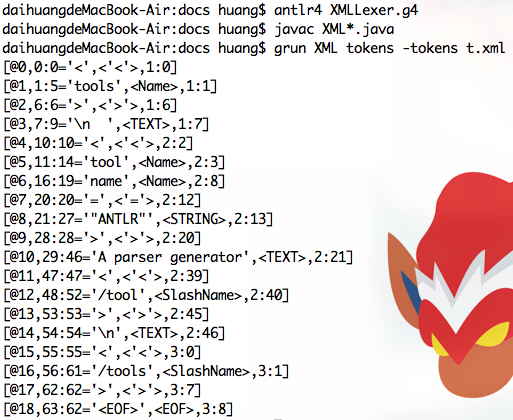 daihuangdeMacBook-Air:docs huang$ antlr4 XMLLexer.g4
daihuangdeMacBook-Air:docs huang$ javac XML*.java
daihuangdeMacBook-Air:docs huang$ grun XML tokens -tokens t.xml
[@0,0:0='<',<'<'>,1:0]
[@1,1:5='tools',<Name>,1:1]
[@2,6:6='>',<'>'>,1:6]
[@3,7:9='\n  ',<TEXT>,1:7]
[@4,10:10='<',<'<'>,2:2]
[@5,11:14='tool',<Name>,2:3]
[@6,16:19='name',<Name>,2:8]
[@7,20:20='=',<'='>,2:12]
[@8,21:27='"ANTLR"',<STRING>,2:13]
[@9,28:28='>',<'>'>,2:20]
[@10,29:46='A parser generator',<TEXT>,2:21]
[@11,47:47='<',<'<'>,2:39]
[@12,48:52='/tool',<SlashName>,2:40]
[@13,53:53='>',<'>'>,2:45]
[@14,54:54='\n',<TEXT>,2:46]
[@15,55:55='<',<'<'>,3:0]
[@16,56:61='/tools',<SlashName>,3:1]
[@17,62:62='>',<'>'>,3:7]
[@18,63:62='<EOF>',<EOF>,3:8]